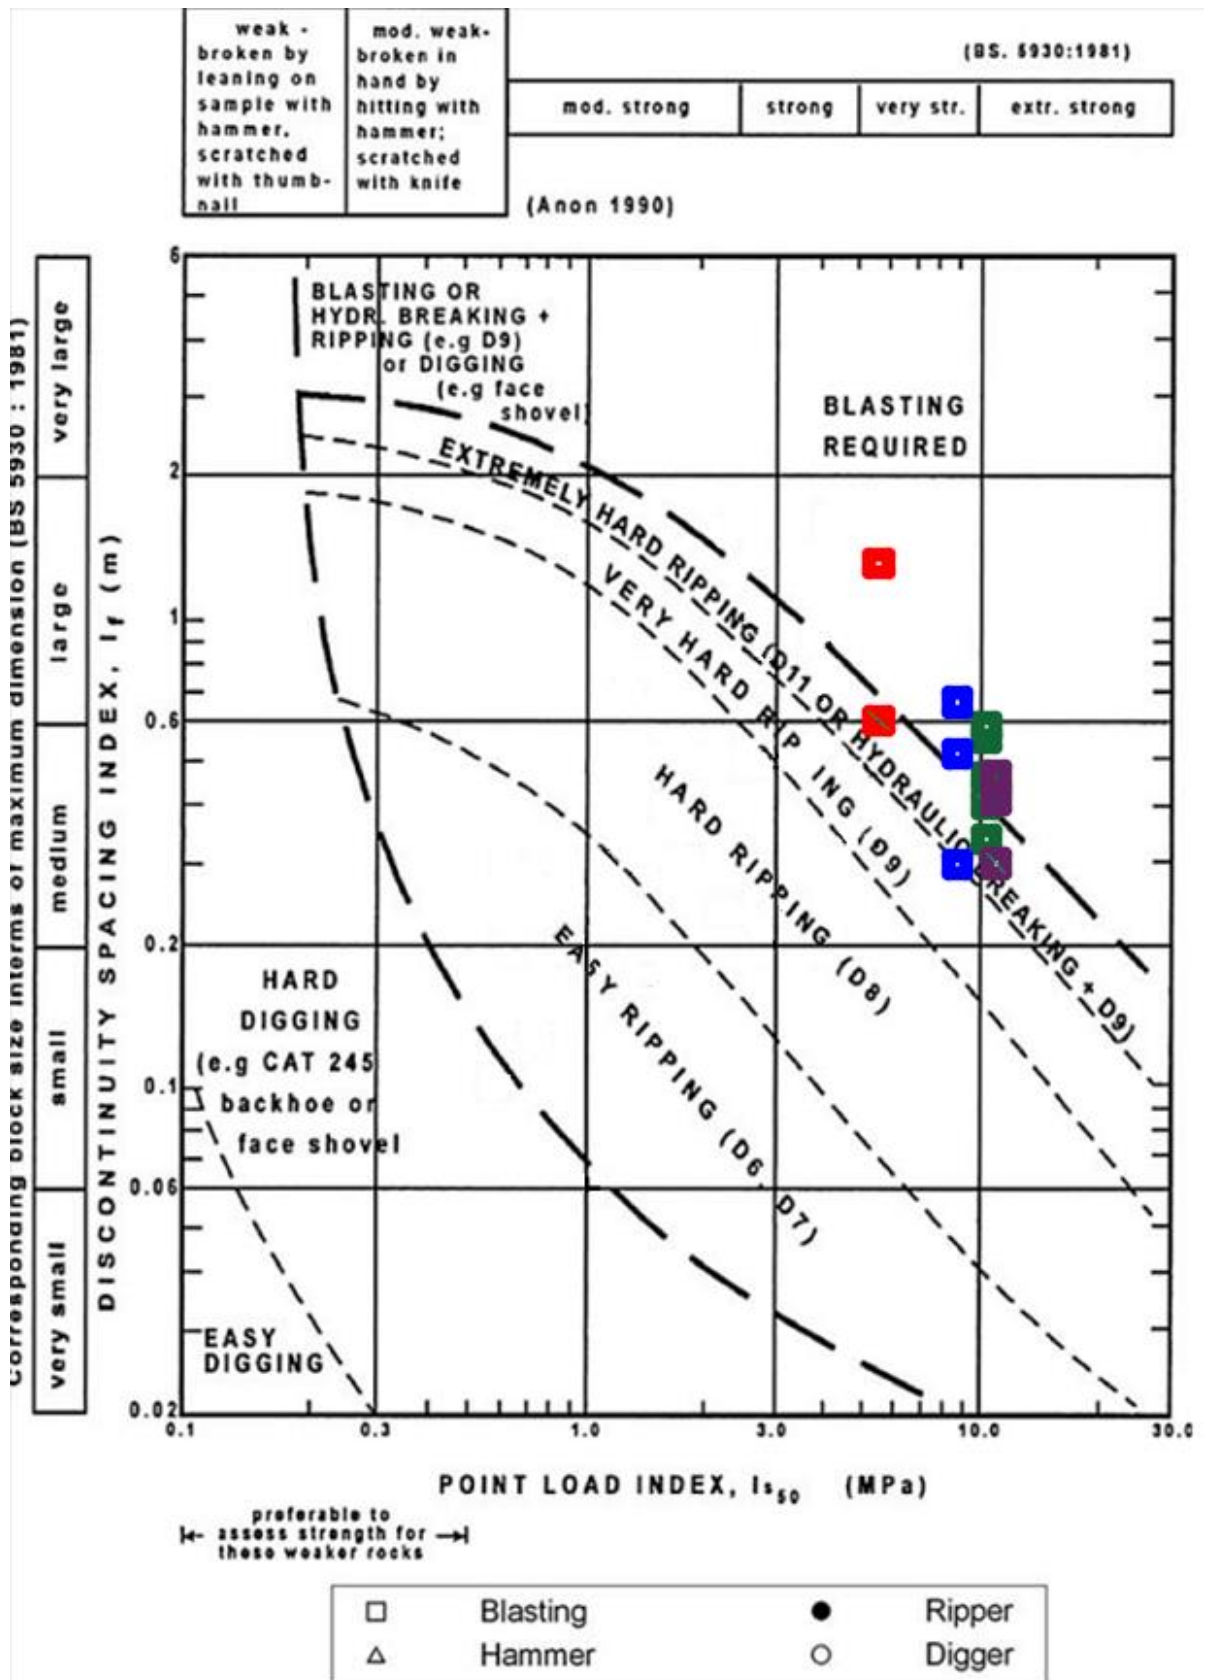 weak -
broken by
leaning on
sample with
hammer.
scratched
with thumb-
nail
mod. weak-
broken in
hand by
hitting with
hammer;
scratched
with knife
(BS. 5930:1981)
mod. strong
strong
very str.
extr. strong
(Anon 1990)
Corresponding block size interms of maximum dimension (BS 5930 : 1981)
very large
large
medium
small
very small
DISCONTINUITY SPACING INDEX, If (m)
6
2
1
0.6
0.2
0.1
0.06
0.02
BLASTING OR
HYDR. BREAKING +
RIPPING (e.g D9)
or DIGGING
(e.g face
shovel)
BLASTING
REQUIRED
EXTREMELY HARD RIPPING (D11 OR HYDRAULIC BREAKING + D9)
VERY HARD RIP ING (D9)
HARD RIPPING (D8)
EASY RIPPING (D6, D7)
HARD
DIGGING
(e.g CAT 245
backhoe or
face shovel
EASY
DIGGING
0.1
0.3
1.0
3.0
10.0
30.0
POINT LOAD INDEX, Is50 (MPa)
preferable to
assess strength for
these weaker rocks
Blasting
Ripper
Hammer
Digger